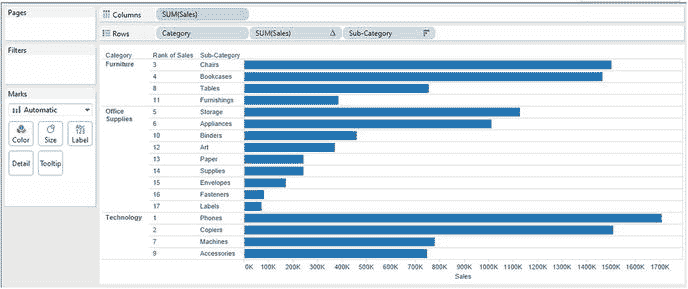 Pages
Columns SUM(Sales)
Rows Category SUM(Sales) Δ Sub-Category
Filters
Category Rank of Sales Sub-Category
Furniture 3 Chairs
4 Bookcases
8 Tables
11 Furnishings
Office Supplies 5 Storage
6 Appliances
10 Binders
12 Art
13 Paper
14 Supplies
15 Envelopes
16 Fasteners
17 Labels
Technology 1 Phones
2 Copiers
7 Machines
9 Accessories
0K 100K 200K 300K 400K 500K 600K 700K 800K 900K 1000K 1100K 1200K 1300K 1400K 1500K 1600K 1700K
Sales
Marks
Automatic
Color Size Label
Detail Tooltip